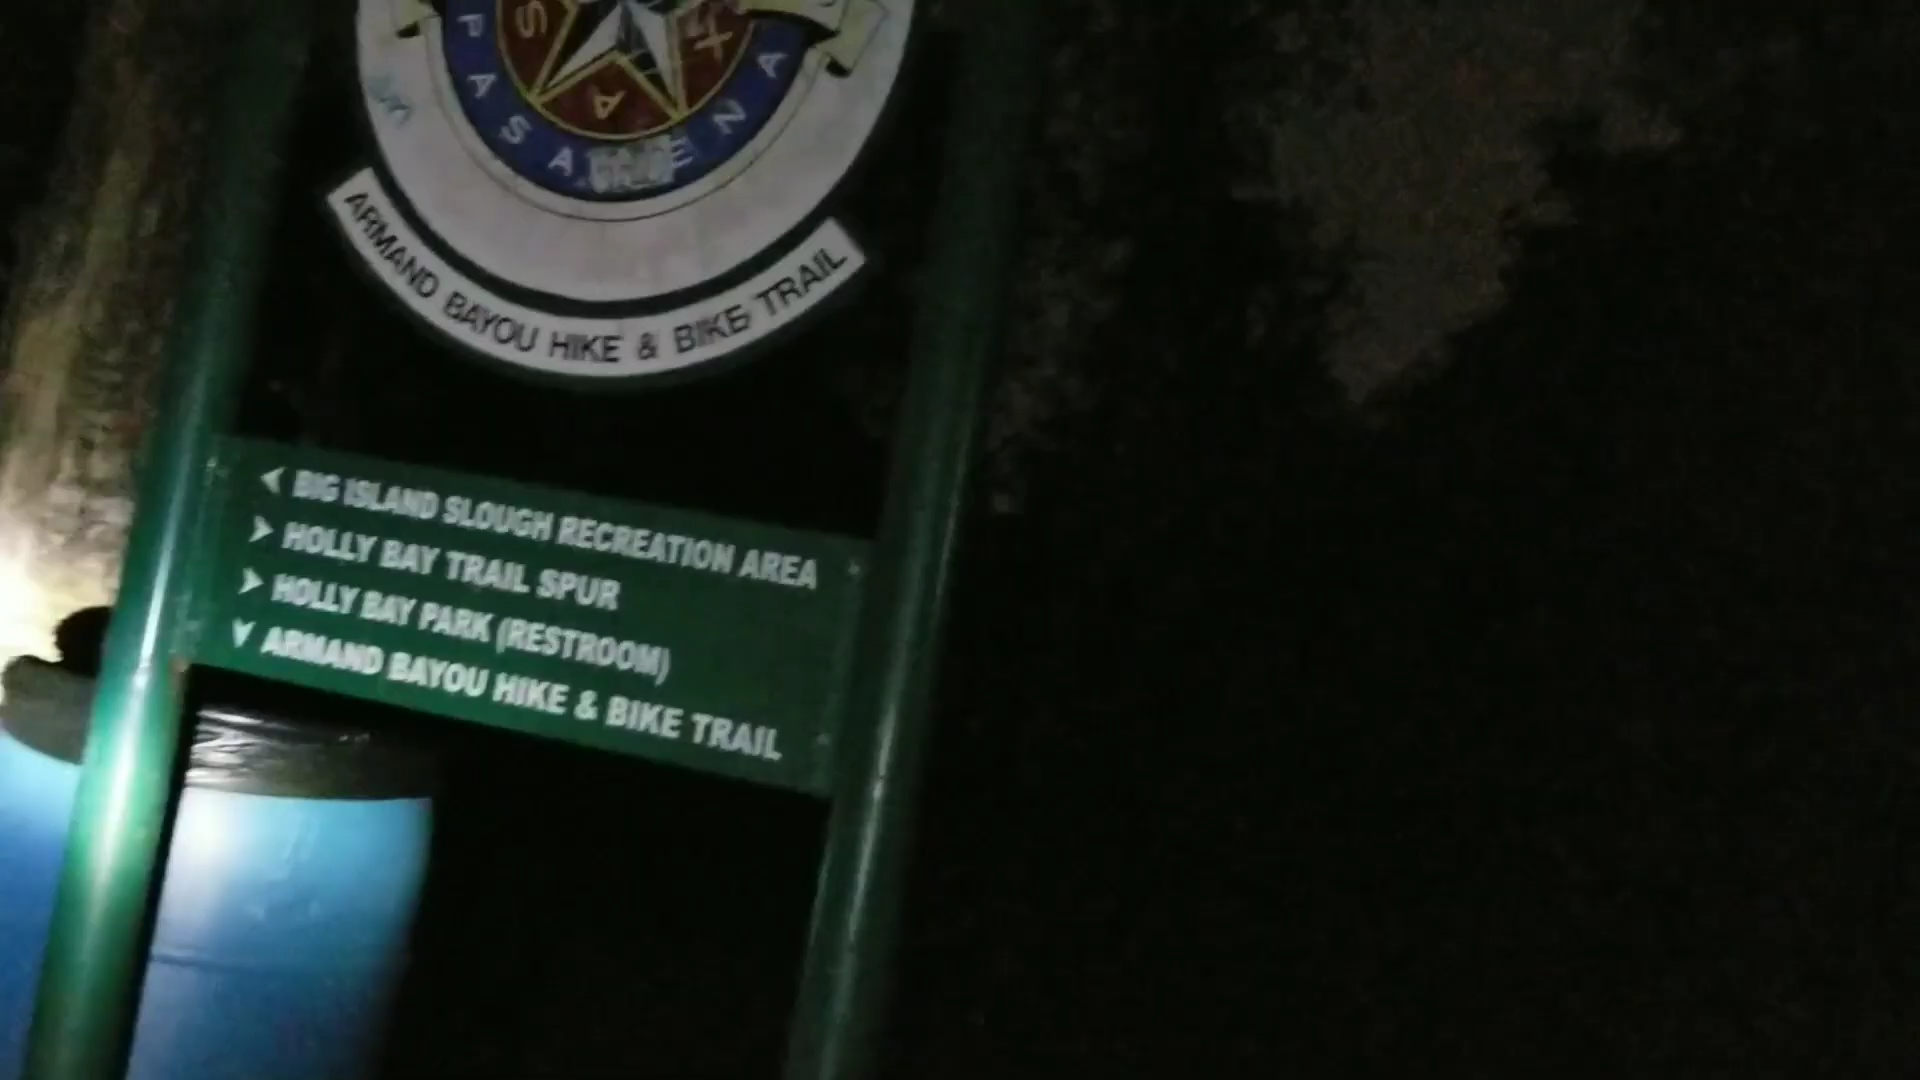 PASADENA
ARMAND BAYOU HIKE & BIKE TRAIL
< BIG ISLAND SLOUGH RECREATION AREA
> HOLLY BAY TRAIL SPUR
> HOLLY BAY PARK (RESTROOM)
v ARMAND BAYOU HIKE & BIKE TRAIL